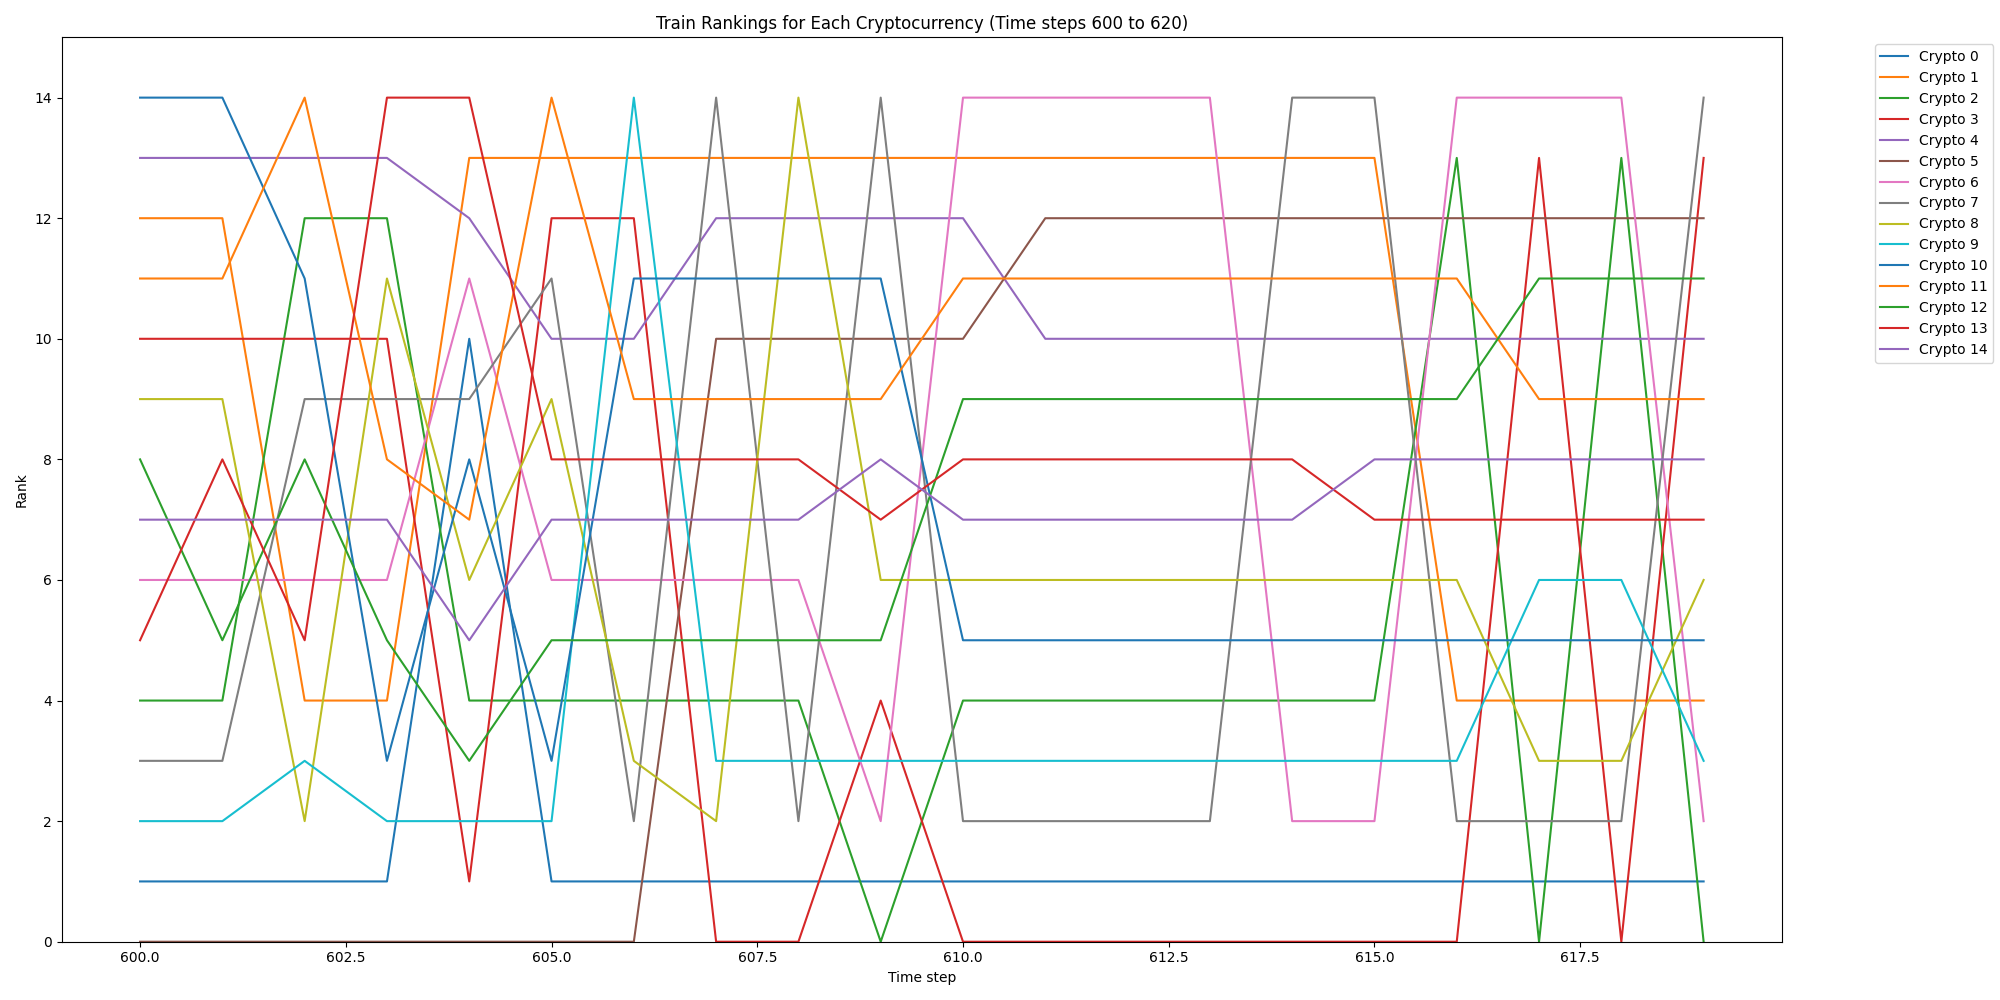 Train Rankings for Each Cryptocurrency (Time steps 600 to 620)
Crypto 0
Crypto 1
Crypto 2
Crypto 3
Crypto 4
Crypto 5
Crypto 6
Crypto 7
Crypto 8
Crypto 9
Crypto 10
Crypto 11
Crypto 12
Crypto 13
Crypto 14
Rank
14
12
10
8
6
4
2
0
600.0 602.5 605.0 607.5 610.0 612.5 615.0 617.5
Time step